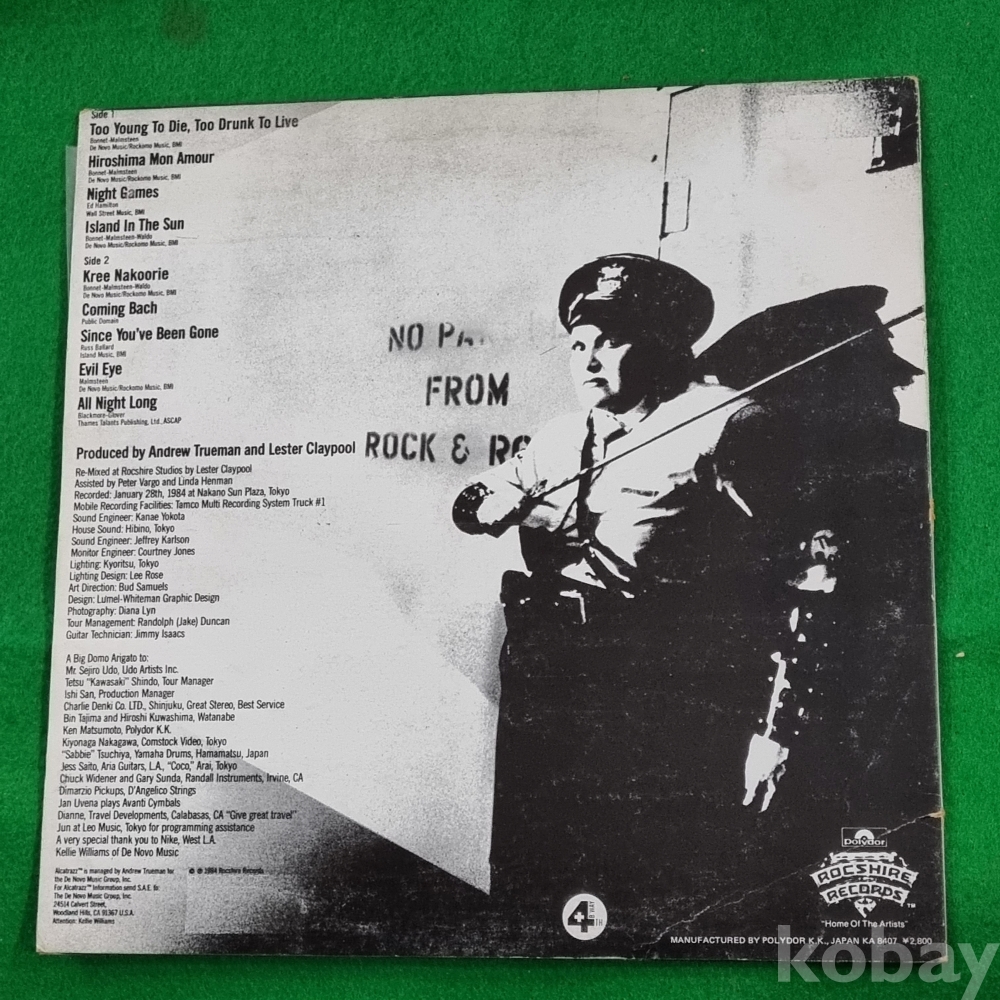 Side 1
Too Young To Die, Too Drunk To Live
Bonnet-Malmsteen
De Novo Music/Rockomo Music, BMI
Hiroshima Mon Amour
Bonnet-Malmsteen
De Novo Music/Rockomo Music, BMI
Night Games
Ed Hamilton
Wall Street Music, BMI
Island In The Sun
Bonnet-Malmsteen-Waldo
De Novo Music/Rockomo Music, BMI
Side 2
Kree Nakoorie
Bonnet-Malmsteen-Waldo
De Novo Music/Rockomo Music, BMI
Coming Bach
Public Domain
Since You've Been Gone
Russ Ballard
Island Music, BMI
Evil Eye
Malmsteen
De Novo Music/Rockomo Music, BMI
All Night Long
Blackmore-Glover
Thames Talants Publishing, Ltd., ASCAP
Produced by Andrew Trueman and Lester Claypool
Re-Mixed at Rocshire Studios by Lester Claypool
Assisted by Peter Vargo and Linda Henman
Recorded: January 28th, 1984 at Nakano Sun Plaza, Tokyo
Mobile Recording Facilities: Tamco Multi Recording System Truck #1
Sound Engineer: Kanae Yokota
House Sound: Hibino, Tokyo
Sound Engineer: Jeffrey Karlson
Monitor Engineer: Courtney Jones
Lighting: Kyoritsu, Tokyo
Lighting Design: Lee Rose
Art Direction: Bud Samuels
Design: Lumel-Whiteman Graphic Design
Photography: Diana Lyn
Tour Management: Randolph (Jake) Duncan
Guitar Technician: Jimmy Isaacs
A Big Domo Arigato to:
Mr. Sejiro Udo, Udo Artists Inc.
Tetsu "Kawasaki" Shindo, Tour Manager
Ishi San, Production Manager
Charlie Denki Co. LTD., Shinjuku, Great Stereo, Best Service
Bin Tajima and Hiroshi Kuwashima, Watanabe
Ken Matsumoto, Polydor K.K.
Kiyonaga Nakagawa, Comstock Video, Tokyo
"Sabbie" Tsuchiya, Yamaha Drums, Hamamatsu, Japan
Jess Saito, Aria Guitars, L.A., "Coco," Arai, Tokyo
Chuck Widener and Gary Sunda, Randall Instruments, Irvine, CA
Dimarzio Pickups, D'Angelico Strings
Jan Uvena plays Avanti Cymbals
Dianne, Travel Developments, Calabasas, CA "Give great travel"
Jun at Leo Music, Tokyo for programming assistance
A very special thank you to Nike, West L.A.
Kellie Williams of De Novo Music
Alcatrazz™ is managed by Andrew Trueman for
the De Novo Music Group, Inc.
For Alcatrazz™ Information send S.A.E. to:
The De Novo Music Group, Inc.
24514 Calvert Street,
Woodland Hills, CA 91367 U.S.A.
Attention: Kellie Williams
© ℗ 1984 Rocshire Records
NO PA
FROM
ROCK & RO
4TH
B'WAY
Polydor
ROCSHIRE
RECORDS™
"Home Of The Artists"
MANUFACTURED BY POLYDOR K.K., JAPAN KA 8407 ¥2,800
kobay